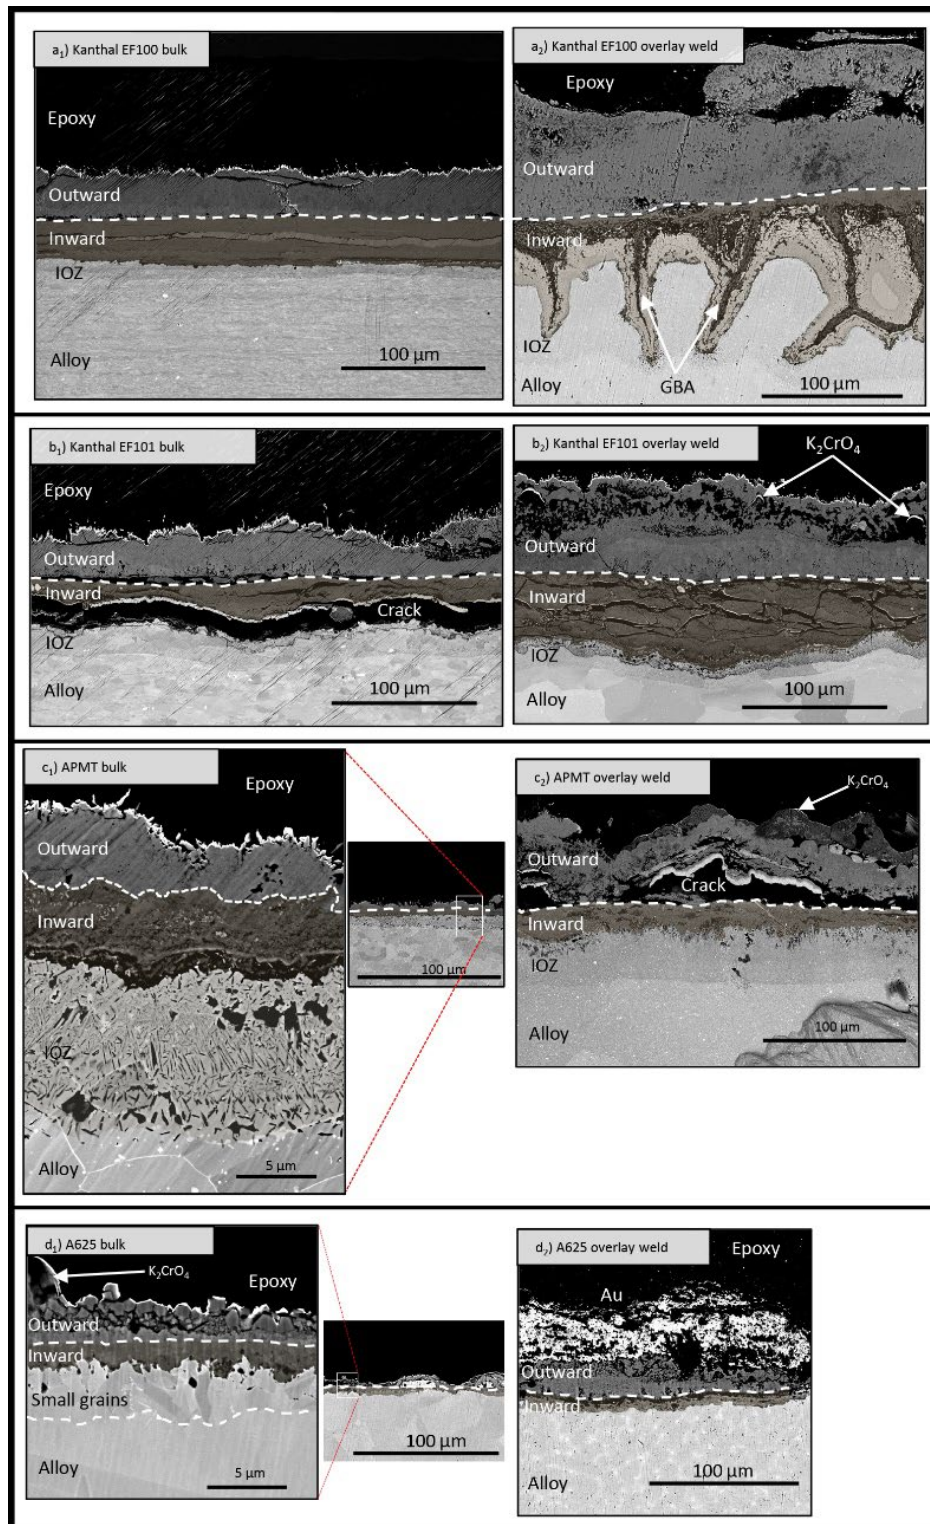 a₁) Kanthal EF100 bulk
Epoxy
Outward
Inward
IOZ
Alloy
100 µm
a₂) Kanthal EF100 overlay weld
Epoxy
Outward
Inward
IOZ
Alloy
GBA
100 µm
b₁) Kanthal EF101 bulk
Epoxy
Outward
Inward
Crack
IOZ
Alloy
100 µm
b₂) Kanthal EF101 overlay weld
K₂CrO₄
Outward
Inward
IOZ
Alloy
100 µm
c₁) APMT bulk
Epoxy
Outward
Inward
IOZ
Alloy
5 µm
100 µm
c₂) APMT overlay weld
K₂CrO₄
Outward
Crack
Inward
IOZ
Alloy
100 µm
d₁) A625 bulk
K₂CrO₄
Epoxy
Outward
Inward
Small grains
Alloy
5 µm
100 µm
d₂) A625 overlay weld
Epoxy
Au
Outward
Inward
Alloy
100 µm